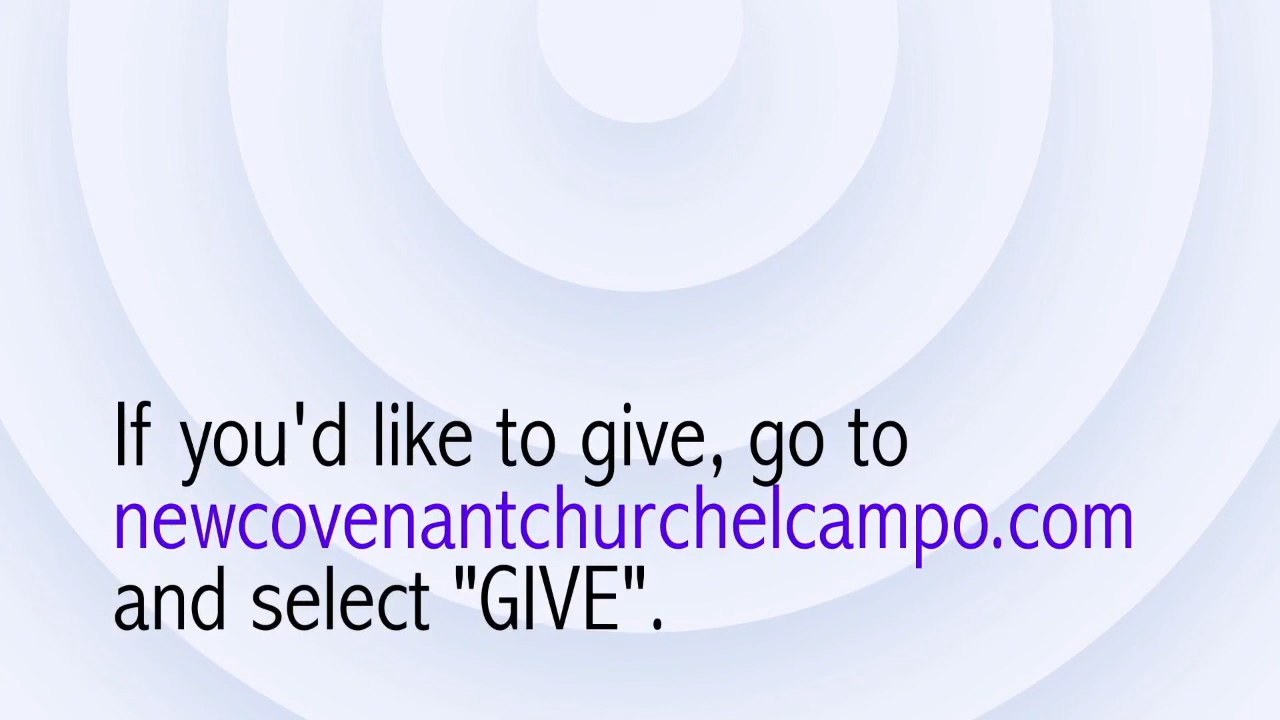 If you'd like to give, go to
newcovenantchurchelcampo.com
and select "GIVE".